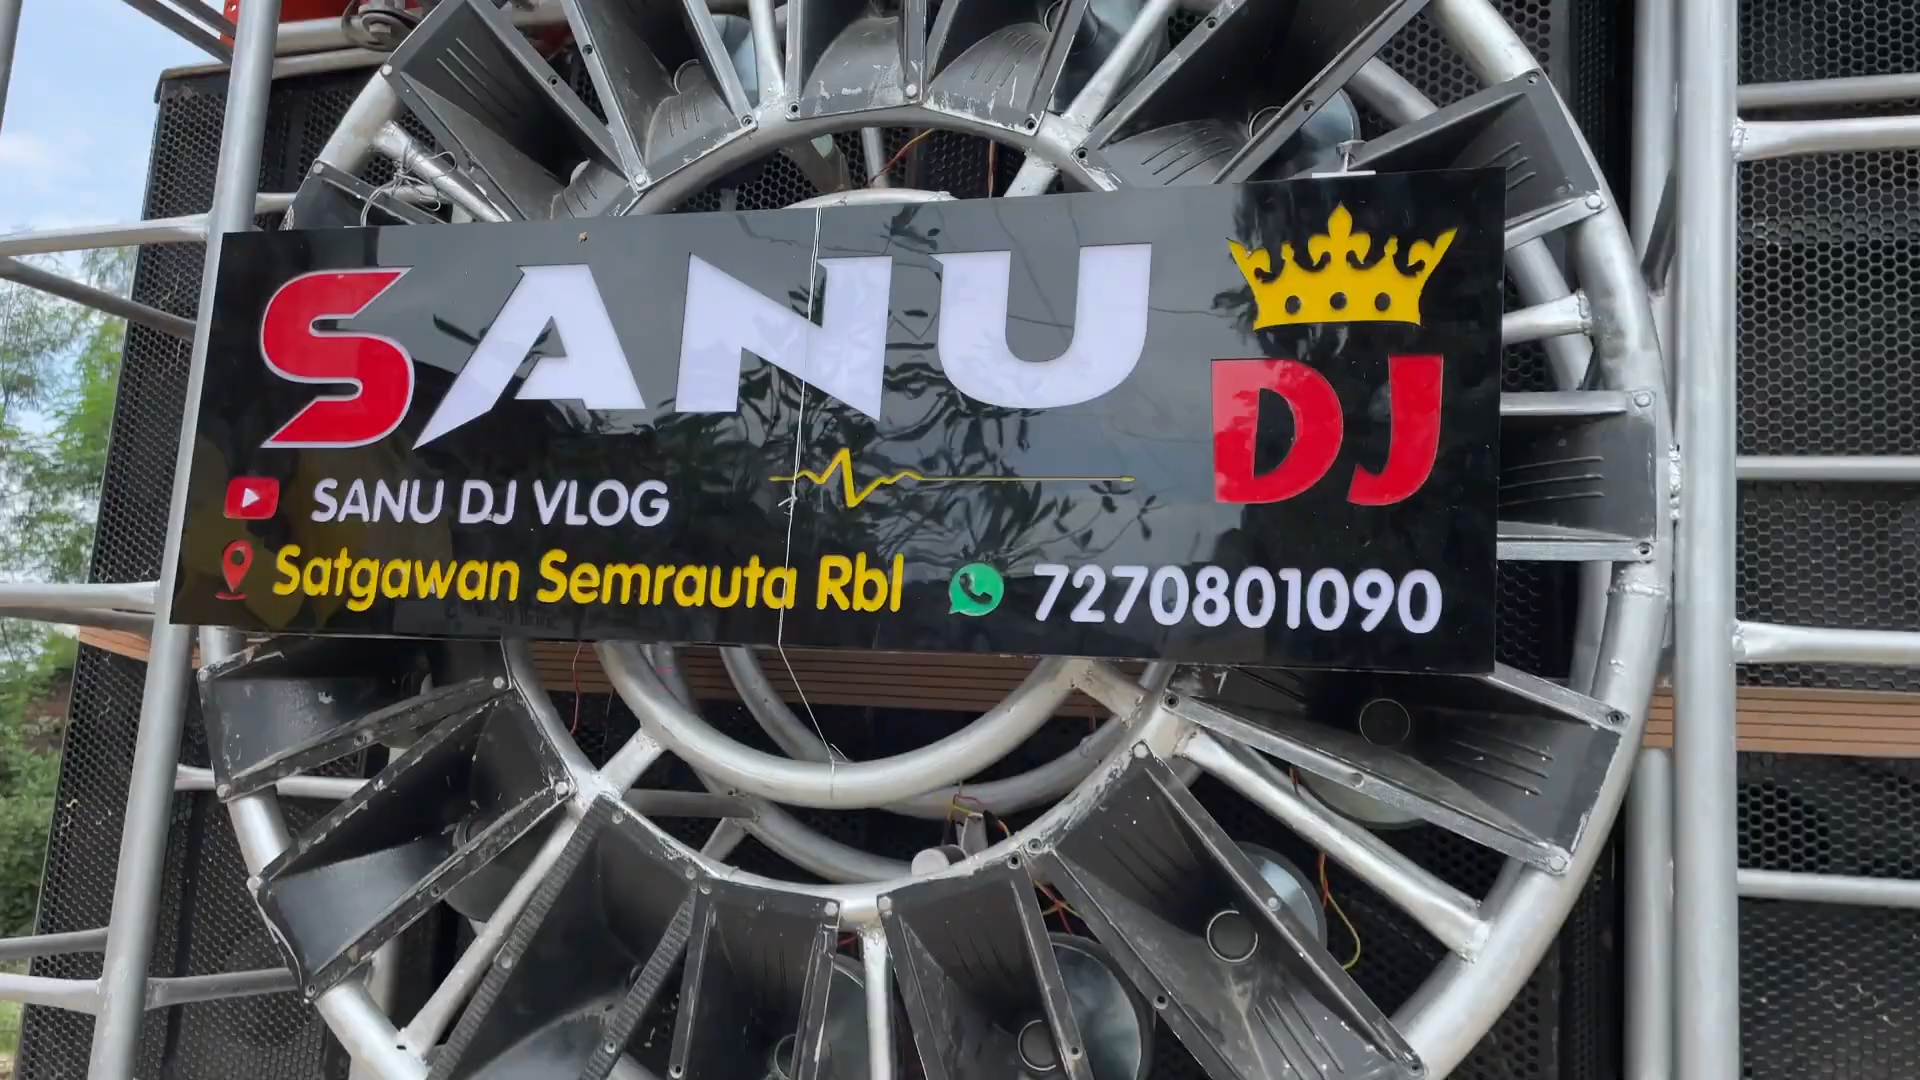 SANU
DJ
SANU DJ VLOG
Satgawan Semrauta Rbl
7270801090